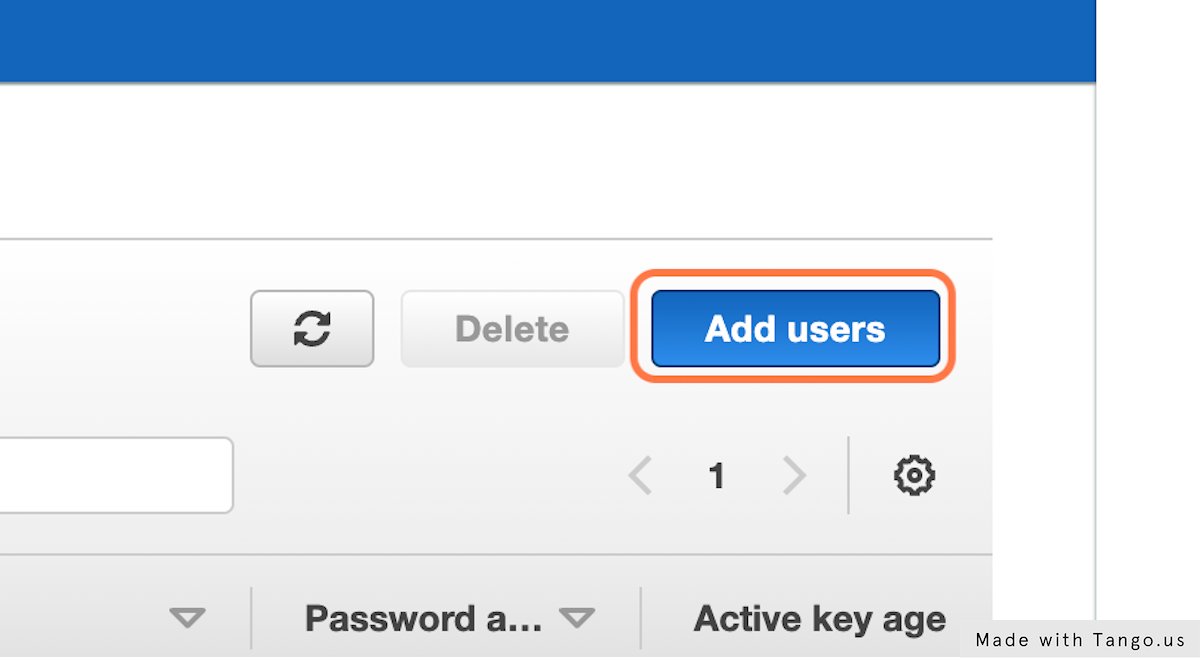 Delete
Add users
1
Password a...
Active key age
Made with Tango.us